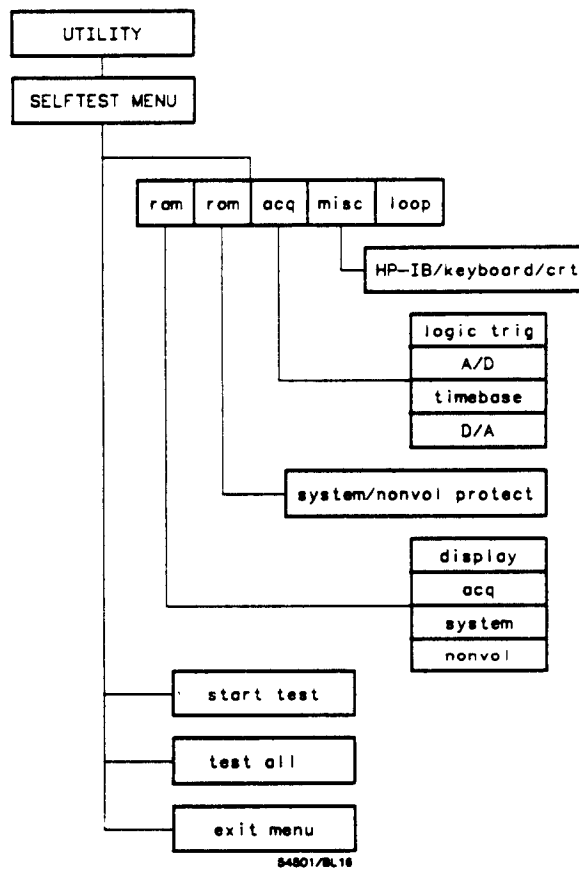 UTILITY
SELFTEST MENU
ram rom acq misc loop
HP-IB/keyboard/crt
logic trig
A/D
timebase
D/A
system/nonvol protect
display
acq
system
nonvol
start test
test all
exit menu
54501/BL16